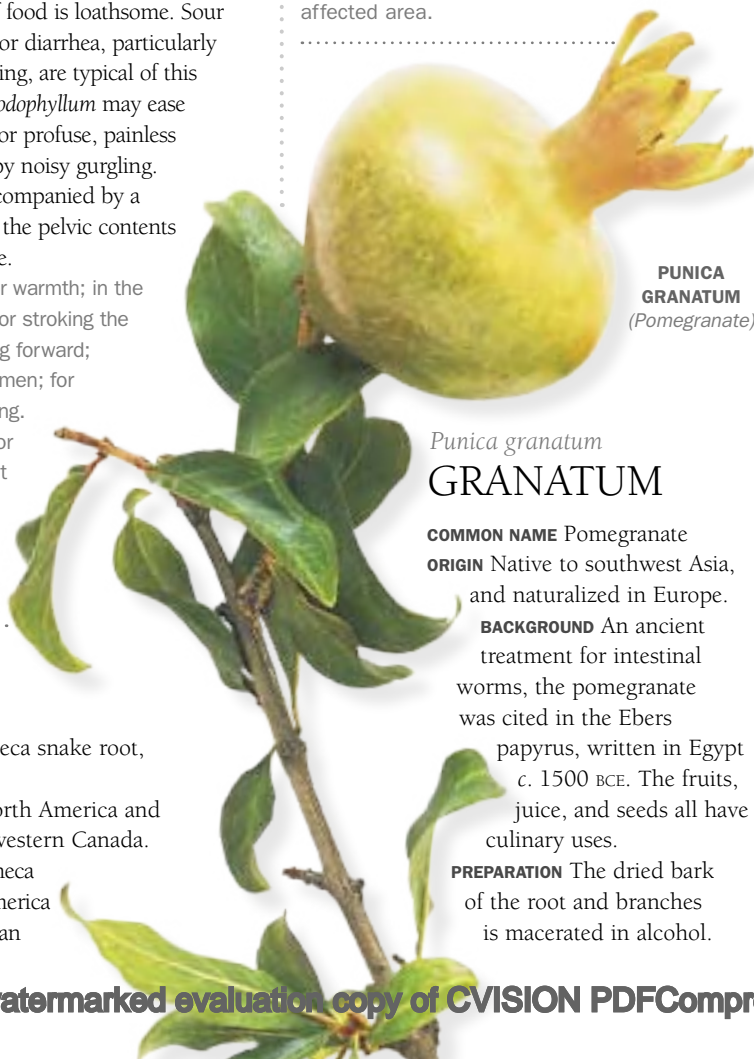 food is loathsome. Sour
or diarrhea, particularly
ing, are typical of this
odophyllum may ease
or profuse, painless
by noisy gurgling.
companied by a
the pelvic contents
e.
r warmth; in the
or stroking the
g forward;
men; for
ng.
or
t
eca snake root,
orth America and
western Canada.
neca
merica
an
affected area.
PUNICA
GRANATUM
(Pomegranate)
Punica granatum
GRANATUM
COMMON NAME Pomegranate
ORIGIN Native to southwest Asia,
and naturalized in Europe.
BACKGROUND An ancient
treatment for intestinal
worms, the pomegranate
was cited in the Ebers
papyrus, written in Egypt
c. 1500 BCE. The fruits,
juice, and seeds all have
culinary uses.
PREPARATION The dried bark
of the root and branches
is macerated in alcohol.
watermarked evaluation copy of CVISION PDFCompr